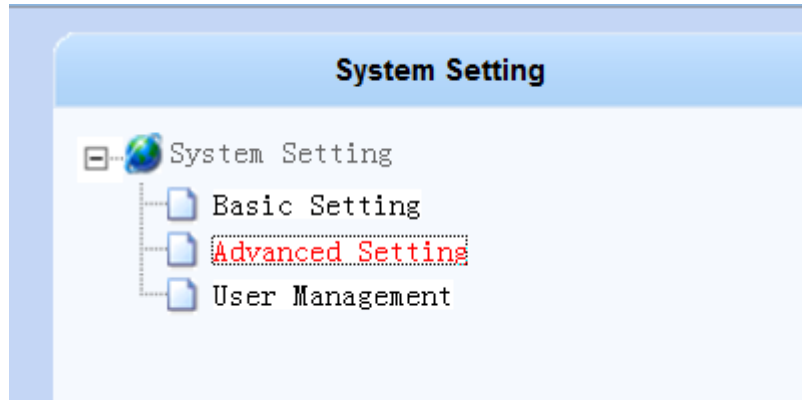 System Setting
System Setting
Basic Setting
Advanced Setting
User Management